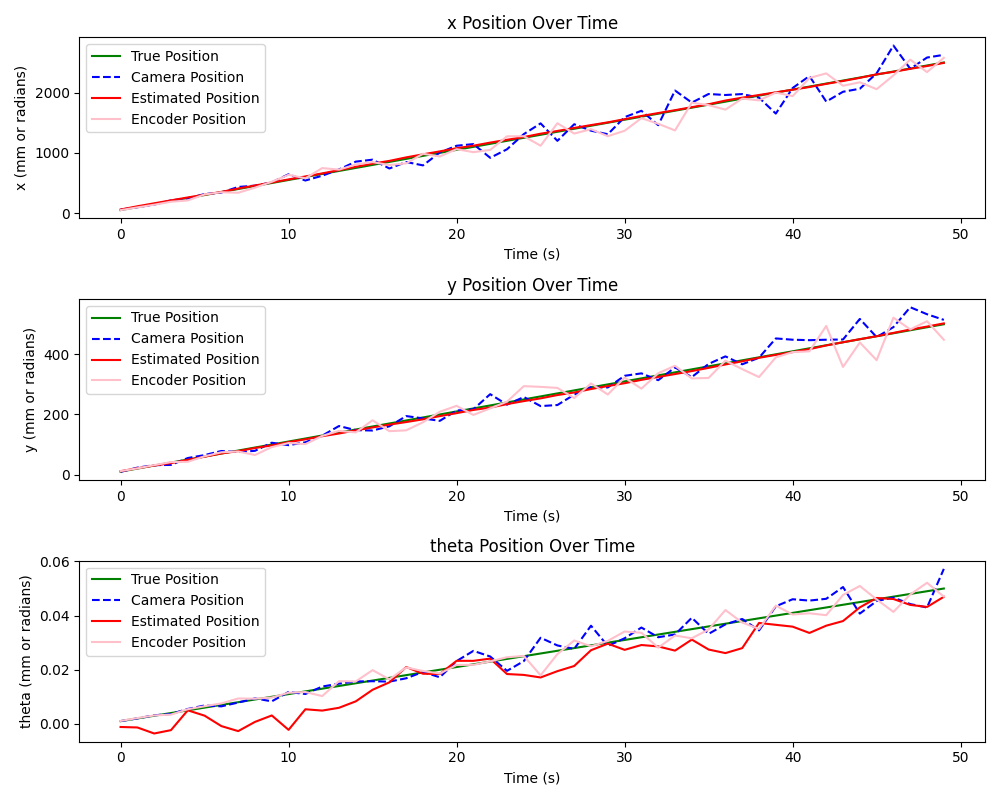 x Position Over Time
True Position
Camera Position
Estimated Position
Encoder Position
x (mm or radians)
2000
1000
0
0 10 20 30 40 50
Time (s)
y Position Over Time
True Position
Camera Position
Estimated Position
Encoder Position
y (mm or radians)
400
200
0
0 10 20 30 40 50
Time (s)
theta Position Over Time
True Position
Camera Position
Estimated Position
Encoder Position
theta (mm or radians)
0.06
0.04
0.02
0.00
0 10 20 30 40 50
Time (s)